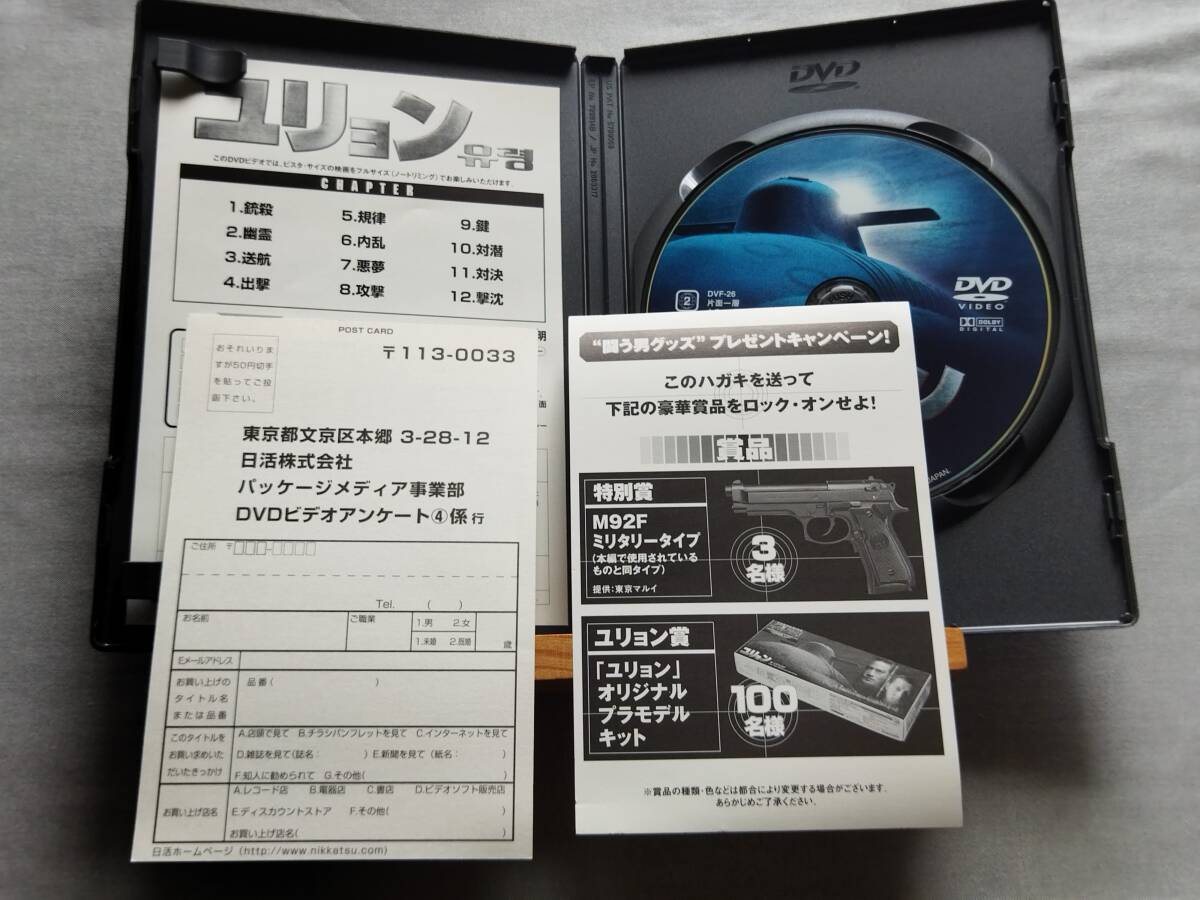 ユリョン 유령
このDVDビデオでは、ビスタ・サイズの映画をフルサイズ(ノートリミング)でお楽しみいただけます。
CHAPTER
1.銃殺
2.幽霊
3.送航
4.出撃
5.規律
6.内乱
7.悪夢
8.攻撃
9.鍵
10.対潜
11.対決
12.撃沈
明
面
DVD
DVF-26
2
片面一層
DVD
VIDEO
DOLBY
DIGITAL
JAPAN.
POST CARD
おそれいりま
すが50円切手
を貼ってご投
函下さい。
〒113-0033
東京都文京区本郷 3-28-12
日活株式会社
パッケージメディア事業部
DVDビデオアンケート④係 行
ご住所 〒
Tel. ( )
お名前
ご職業
1.男 2.女
1.未婚 2.既婚
歳
Eメールアドレス
お買い上げの
タイトル名
または品番
品番( )
このタイトルを
お買い求めいた
だいたきっかけ
A.店頭で見て B.チラシパンフレットを見て C.インターネットを見て
D.雑誌を見て(誌名: ) E.新聞を見て(紙名: )
F.知人に勧められて G.その他( )
お買い上げ店名
A.レコード店 B.電器店 C.書店 D.ビデオソフト販売店
E.ディスカウントストア F.その他( )
お買い上げ店名( )
日活ホームページ (http://www.nikkatsu.com)
“闘う男グッズ” プレゼントキャンペーン!
このハガキを送って
下記の豪華賞品をロック・オンせよ!
賞品
特別賞
M92F
ミリタリータイプ
(本編で使用されている
ものと同タイプ)
提供:東京マルイ
3
名様
ユリョン賞
「ユリョン」
オリジナル
プラモデル
キット
100
名様
ユリョン
※賞品の種類・色などは都合により変更する場合がございます。
あらかじめご了承ください。